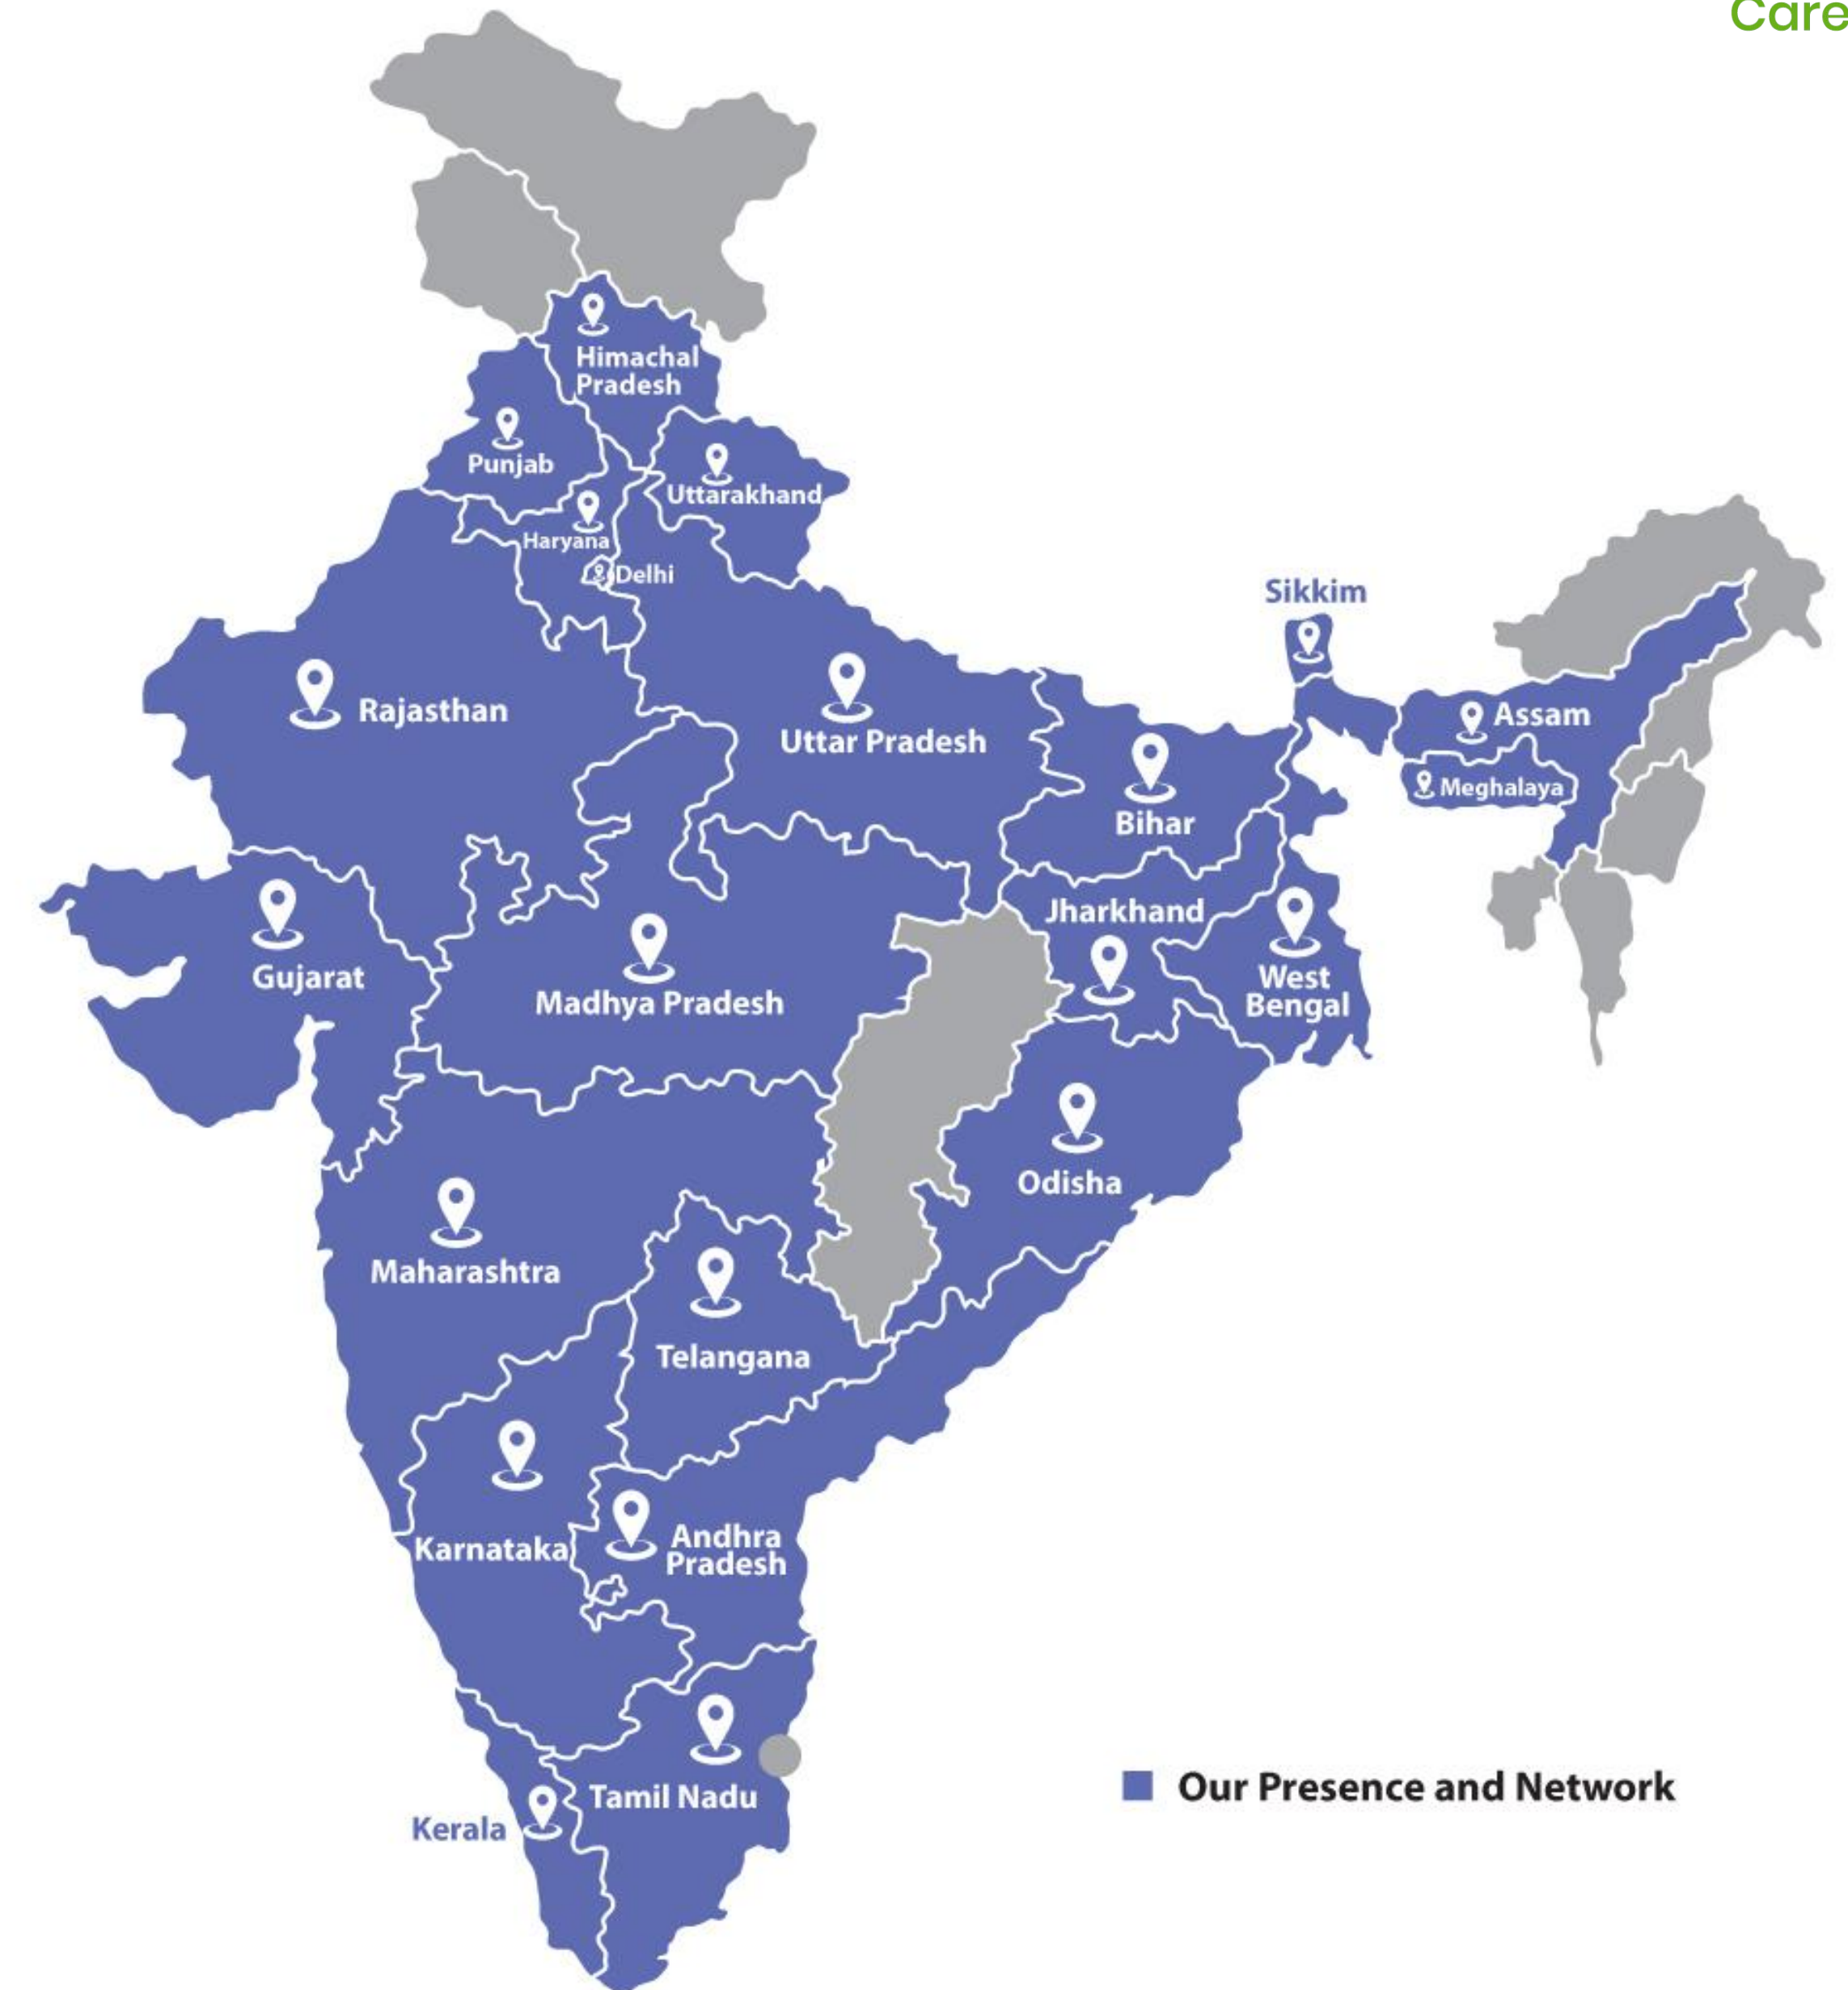 Care
Himachal
Pradesh
Punjab
Uttarakhand
Haryana
Delhi
Sikkim
Rajasthan
Uttar Pradesh
Assam
Meghalaya
Bihar
Jharkhand
Gujarat
Madhya Pradesh
West
Bengal
Odisha
Maharashtra
Telangana
Karnataka
Andhra
Pradesh
Tamil Nadu
Kerala
Our Presence and Network